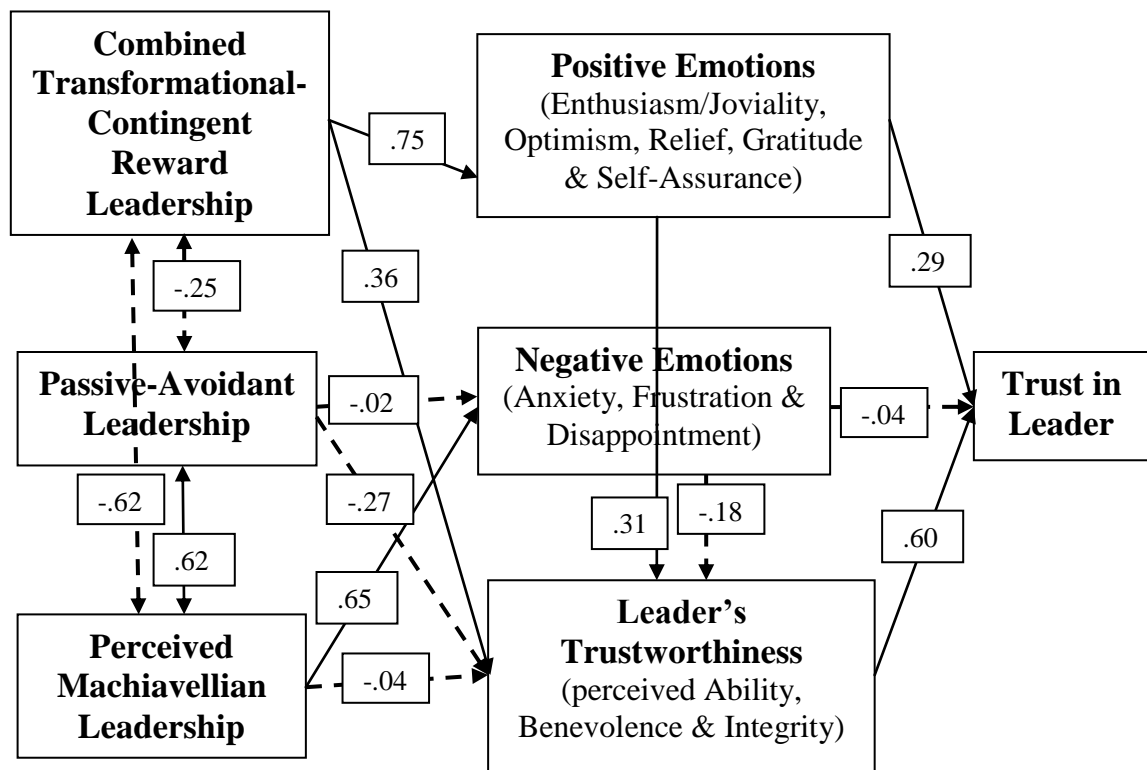 Combined
Transformational-
Contingent
Reward
Leadership
Positive Emotions
(Enthusiasm/Joviality,
Optimism, Relief, Gratitude
& Self-Assurance)
.75
.36
.29
-.25
Passive-Avoidant
Leadership
Negative Emotions
(Anxiety, Frustration &
Disappointment)
Trust in
Leader
-.02
-.04
-.62
-.27
.62
.31
-.18
.60
.65
Perceived
Machiavellian
Leadership
-.04
Leader’s
Trustworthiness
(perceived Ability,
Benevolence & Integrity)